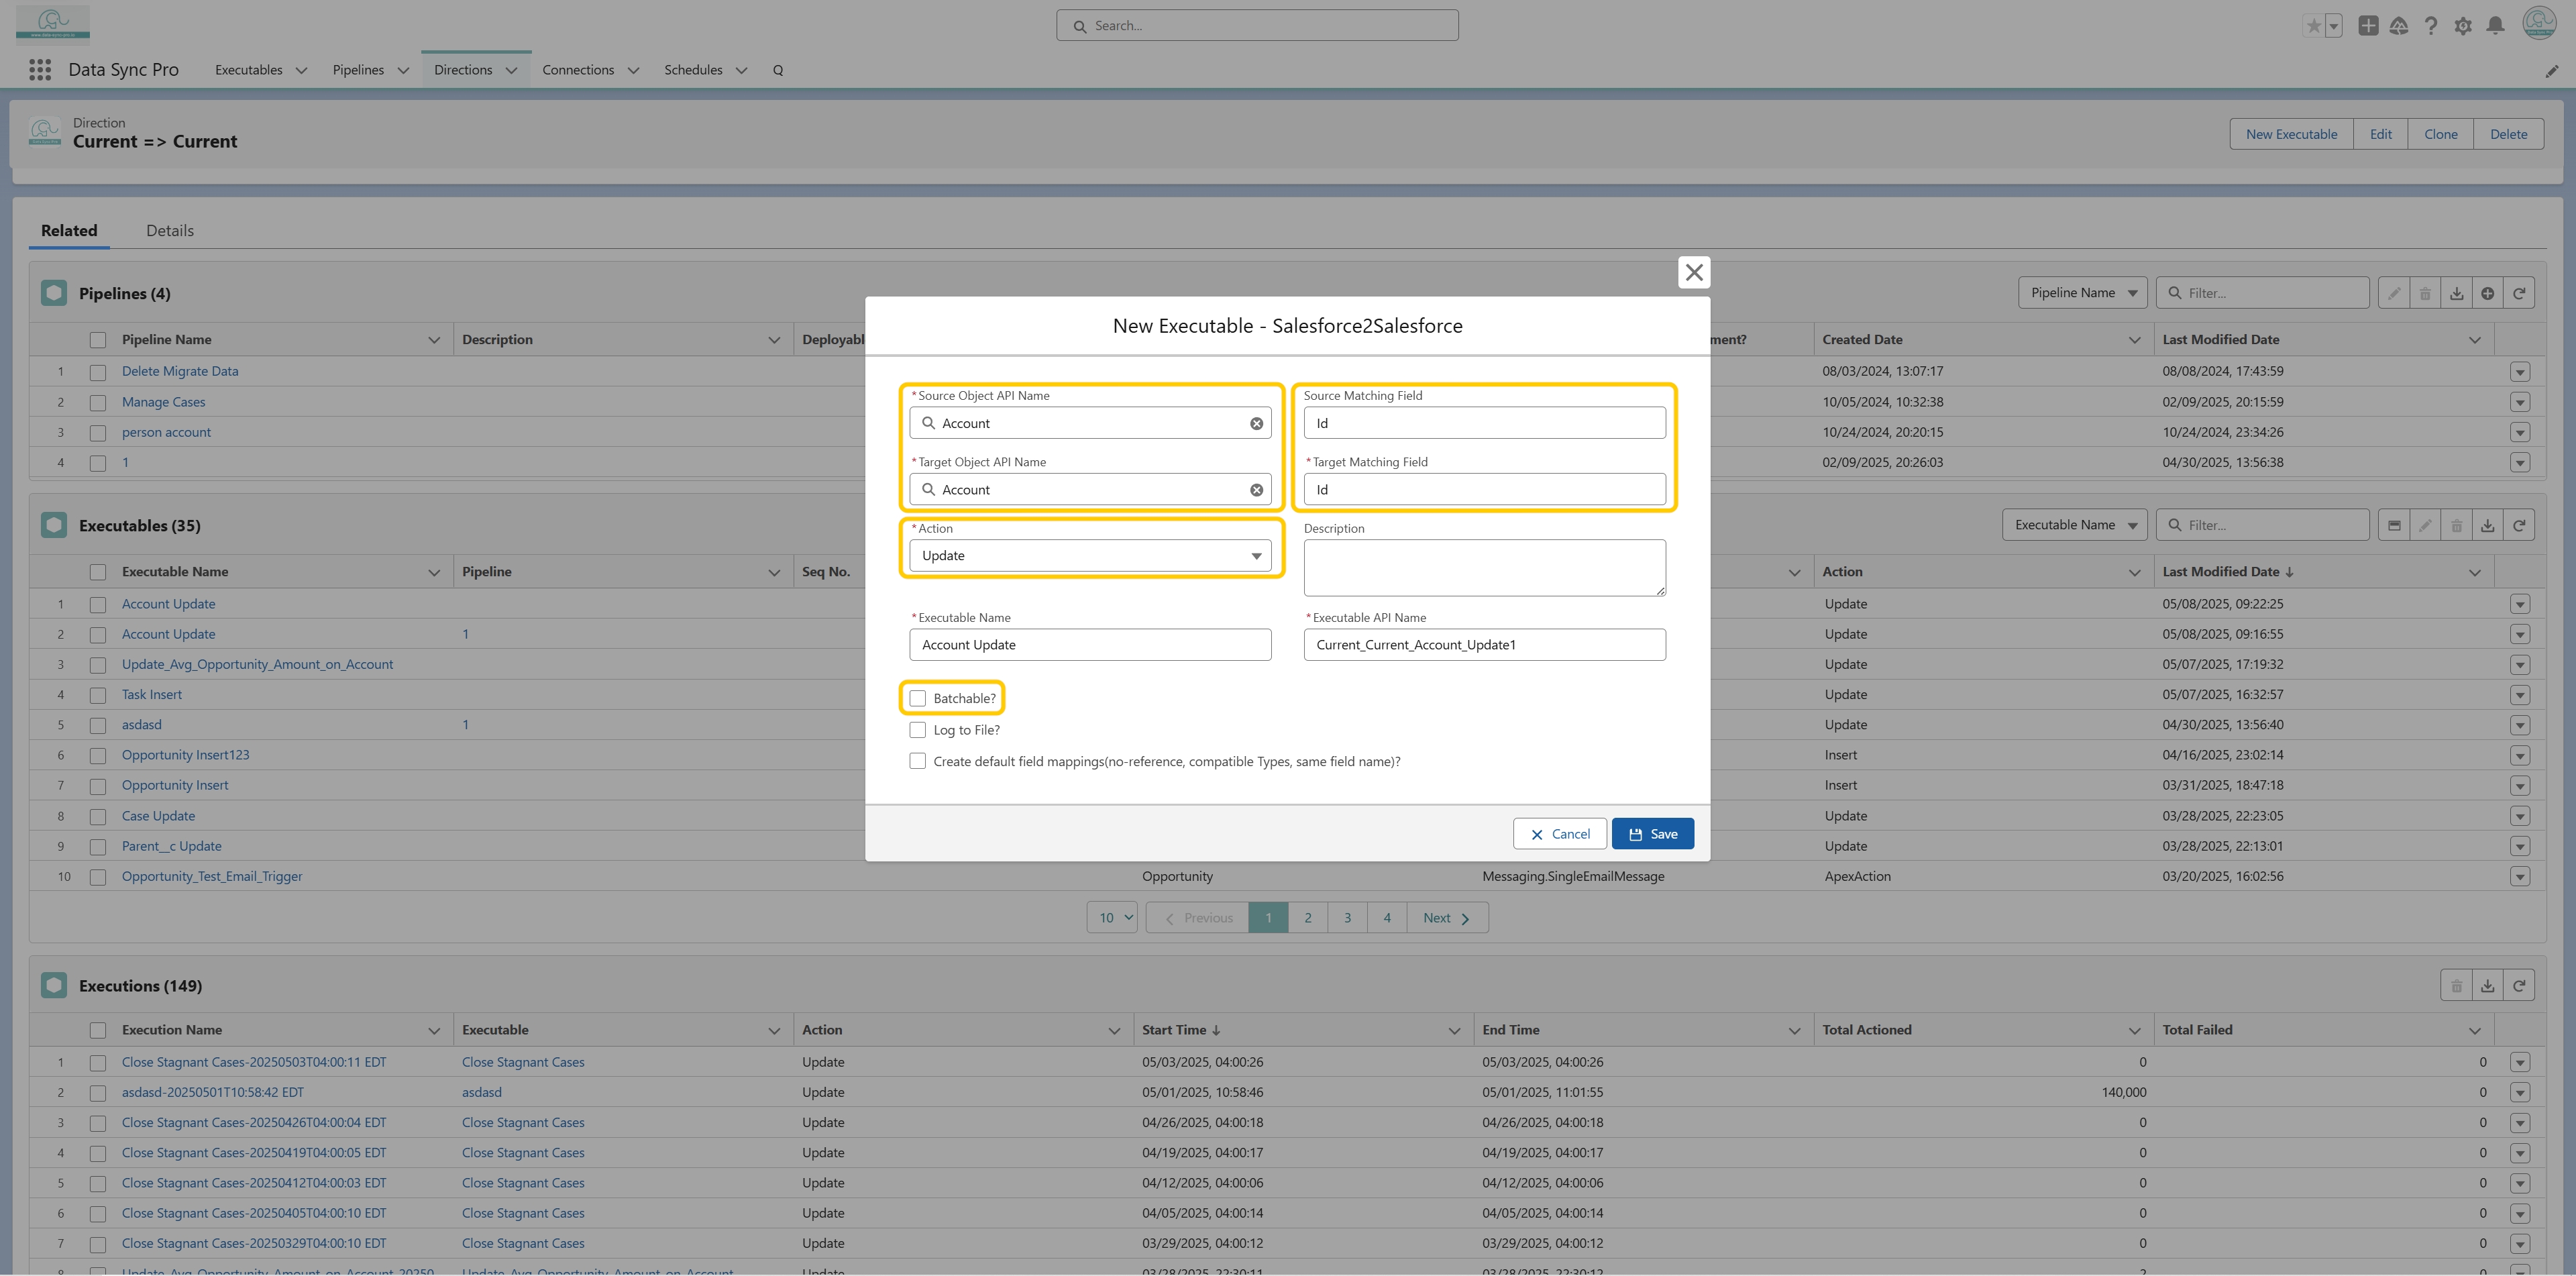 www.data-sync-pro.io
Search...
Data Sync Pro
Executables
Pipelines
Directions
Connections
Schedules
Q
Direction
Current => Current
New Executable
Edit
Clone
Delete
Related
Details
Pipelines (4)
Pipeline Name
Filter...
Pipeline Name Description Deployabl ment? Created Date Last Modified Date
1 Delete Migrate Data 08/03/2024, 13:07:17 08/08/2024, 17:43:59
2 Manage Cases 10/05/2024, 10:32:38 02/09/2025, 20:15:59
3 person account 10/24/2024, 20:20:15 10/24/2024, 23:34:26
4 1 02/09/2025, 20:26:03 04/30/2025, 13:56:38
Executables (35)
Executable Name
Filter...
Executable Name Pipeline Seq No. Action Last Modified Date
1 Account Update Update 05/08/2025, 09:22:25
2 Account Update 1 Update 05/08/2025, 09:16:55
3 Update_Avg_Opportunity_Amount_on_Account Update 05/07/2025, 17:19:32
4 Task Insert Update 05/07/2025, 16:32:57
5 asdasd 1 Update 04/30/2025, 13:56:40
6 Opportunity Insert123 Insert 04/16/2025, 23:02:14
7 Opportunity Insert Insert 03/31/2025, 18:47:18
8 Case Update Update 03/28/2025, 22:23:05
9 Parent__c Update Update 03/28/2025, 22:13:01
10 Opportunity_Test_Email_Trigger Opportunity Messaging.SingleEmailMessage ApexAction 03/20/2025, 16:02:56
10 Previous 1 2 3 4 Next
New Executable - Salesforce2Salesforce
*Source Object API Name
Account
Source Matching Field
Id
*Target Object API Name
Account
*Target Matching Field
Id
*Action
Update
Description
*Executable Name
Account Update
*Executable API Name
Current_Current_Account_Update1
Batchable?
Log to File?
Create default field mappings(no-reference, compatible Types, same field name)?
Cancel
Save
Executions (149)
Execution Name Executable Action Start Time End Time Total Actioned Total Failed
1 Close Stagnant Cases-20250503T04:00:11 EDT Close Stagnant Cases Update 05/03/2025, 04:00:26 05/03/2025, 04:00:26 0 0
2 asdasd-20250501T10:58:42 EDT asdasd Update 05/01/2025, 10:58:46 05/01/2025, 11:01:55 140,000 0
3 Close Stagnant Cases-20250426T04:00:04 EDT Close Stagnant Cases Update 04/26/2025, 04:00:18 04/26/2025, 04:00:18 0 0
4 Close Stagnant Cases-20250419T04:00:05 EDT Close Stagnant Cases Update 04/19/2025, 04:00:17 04/19/2025, 04:00:17 0 0
5 Close Stagnant Cases-20250412T04:00:03 EDT Close Stagnant Cases Update 04/12/2025, 04:00:06 04/12/2025, 04:00:06 0 0
6 Close Stagnant Cases-20250405T04:00:10 EDT Close Stagnant Cases Update 04/05/2025, 04:00:14 04/05/2025, 04:00:14 0 0
7 Close Stagnant Cases-20250329T04:00:10 EDT Close Stagnant Cases Update 03/29/2025, 04:00:12 03/29/2025, 04:00:12 0 0
8 Update_Avg_Opportunity_Amount_on_Account-20250 Update_Avg_Opportunity_Amount_on_Account Update 03/28/2025, 22:30:11 03/28/2025, 22:30:12 2 0